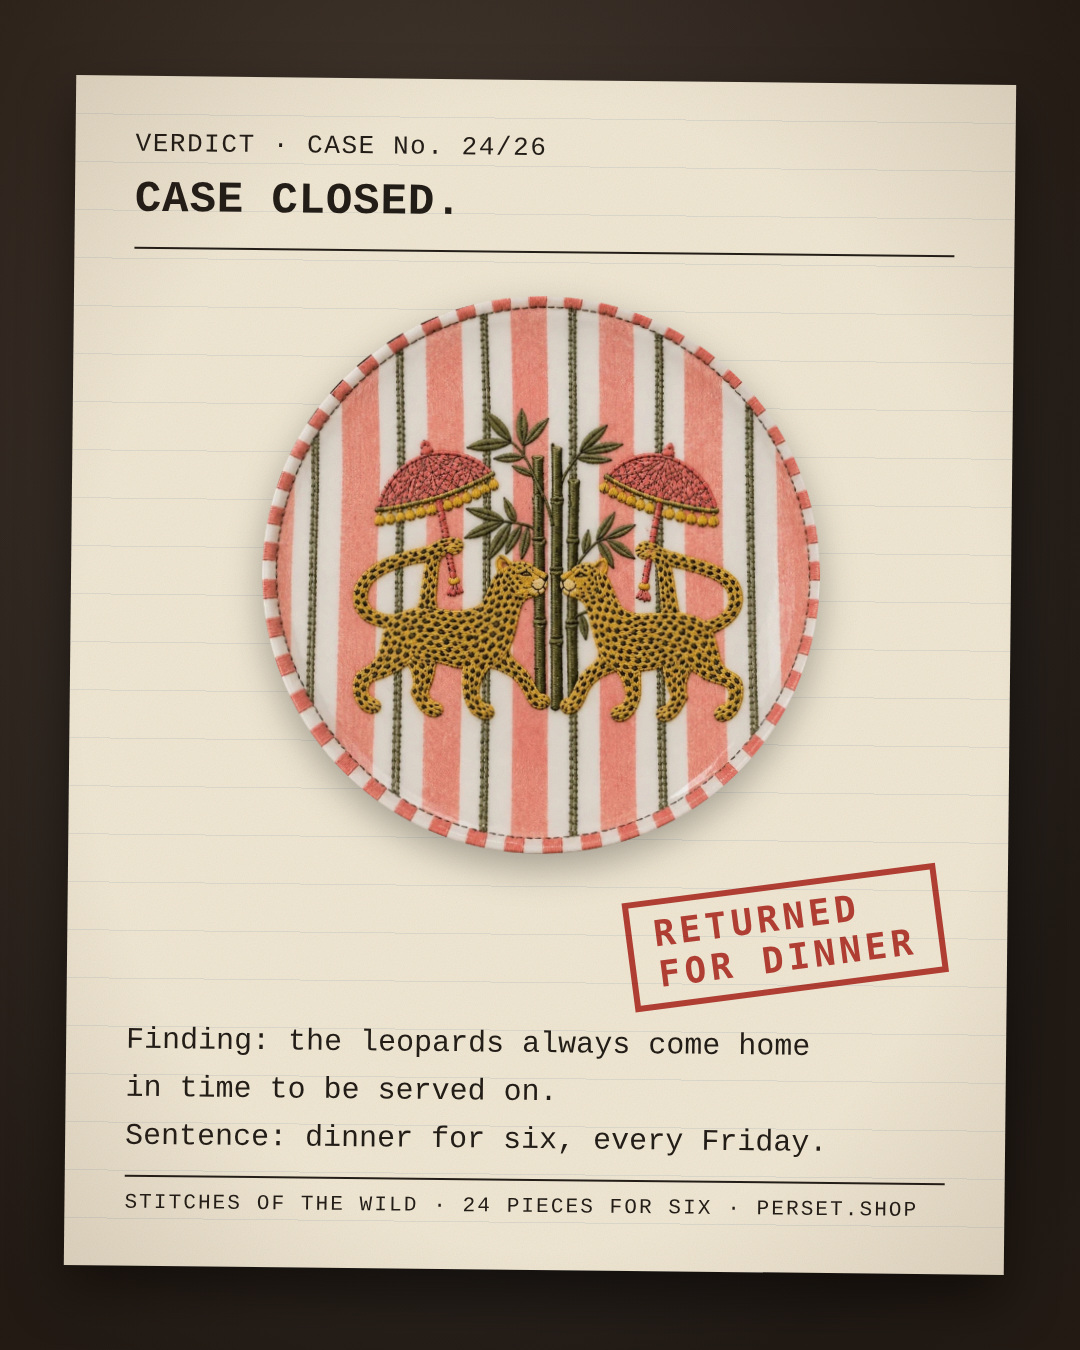 VERDICT · CASE No. 24/26
CASE CLOSED.
RETURNED
FOR DINNER
Finding: the leopards always come home
in time to be served on.
Sentence: dinner for six, every Friday.
STITCHES OF THE WILD · 24 PIECES FOR SIX · PERSET.SHOP